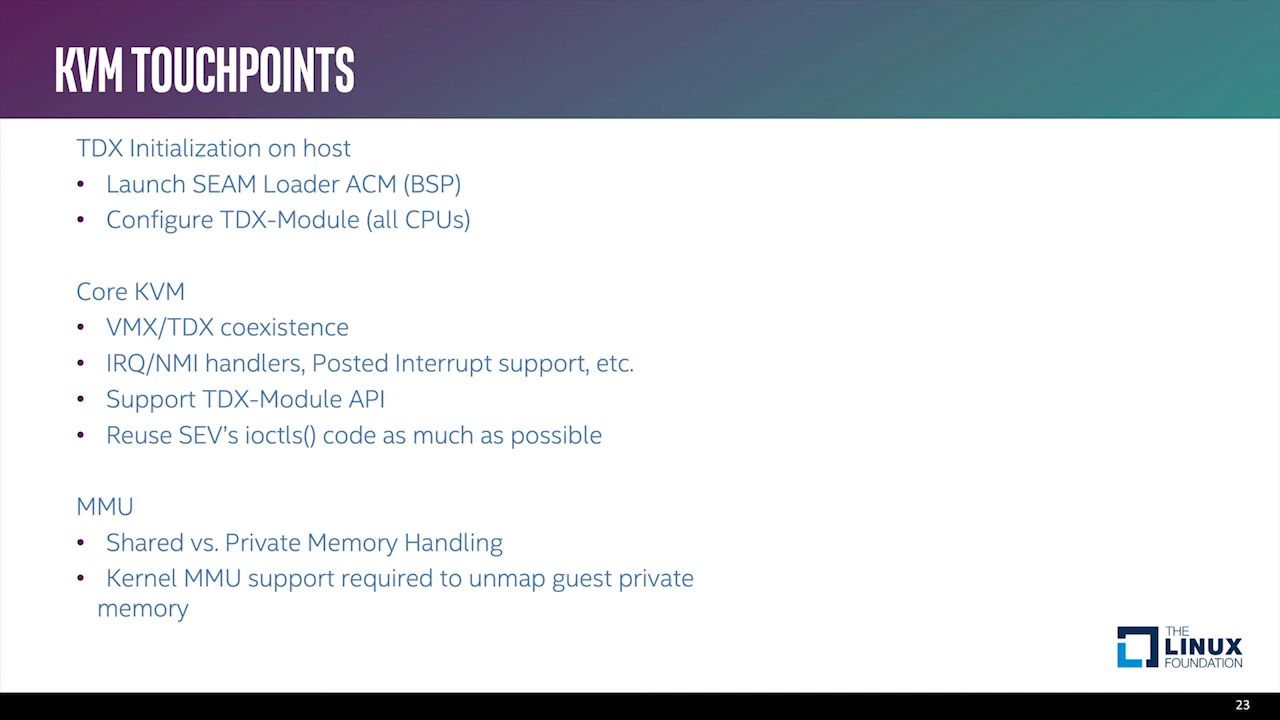 KVM TOUCHPOINTS
TDX Initialization on host
• Launch SEAM Loader ACM (BSP)
• Configure TDX-Module (all CPUs)
Core KVM
• VMX/TDX coexistence
• IRQ/NMI handlers, Posted Interrupt support, etc.
• Support TDX-Module API
• Reuse SEV’s ioctls() code as much as possible
MMU
• Shared vs. Private Memory Handling
• Kernel MMU support required to unmap guest private
memory
THE
LINUX
FOUNDATION
23